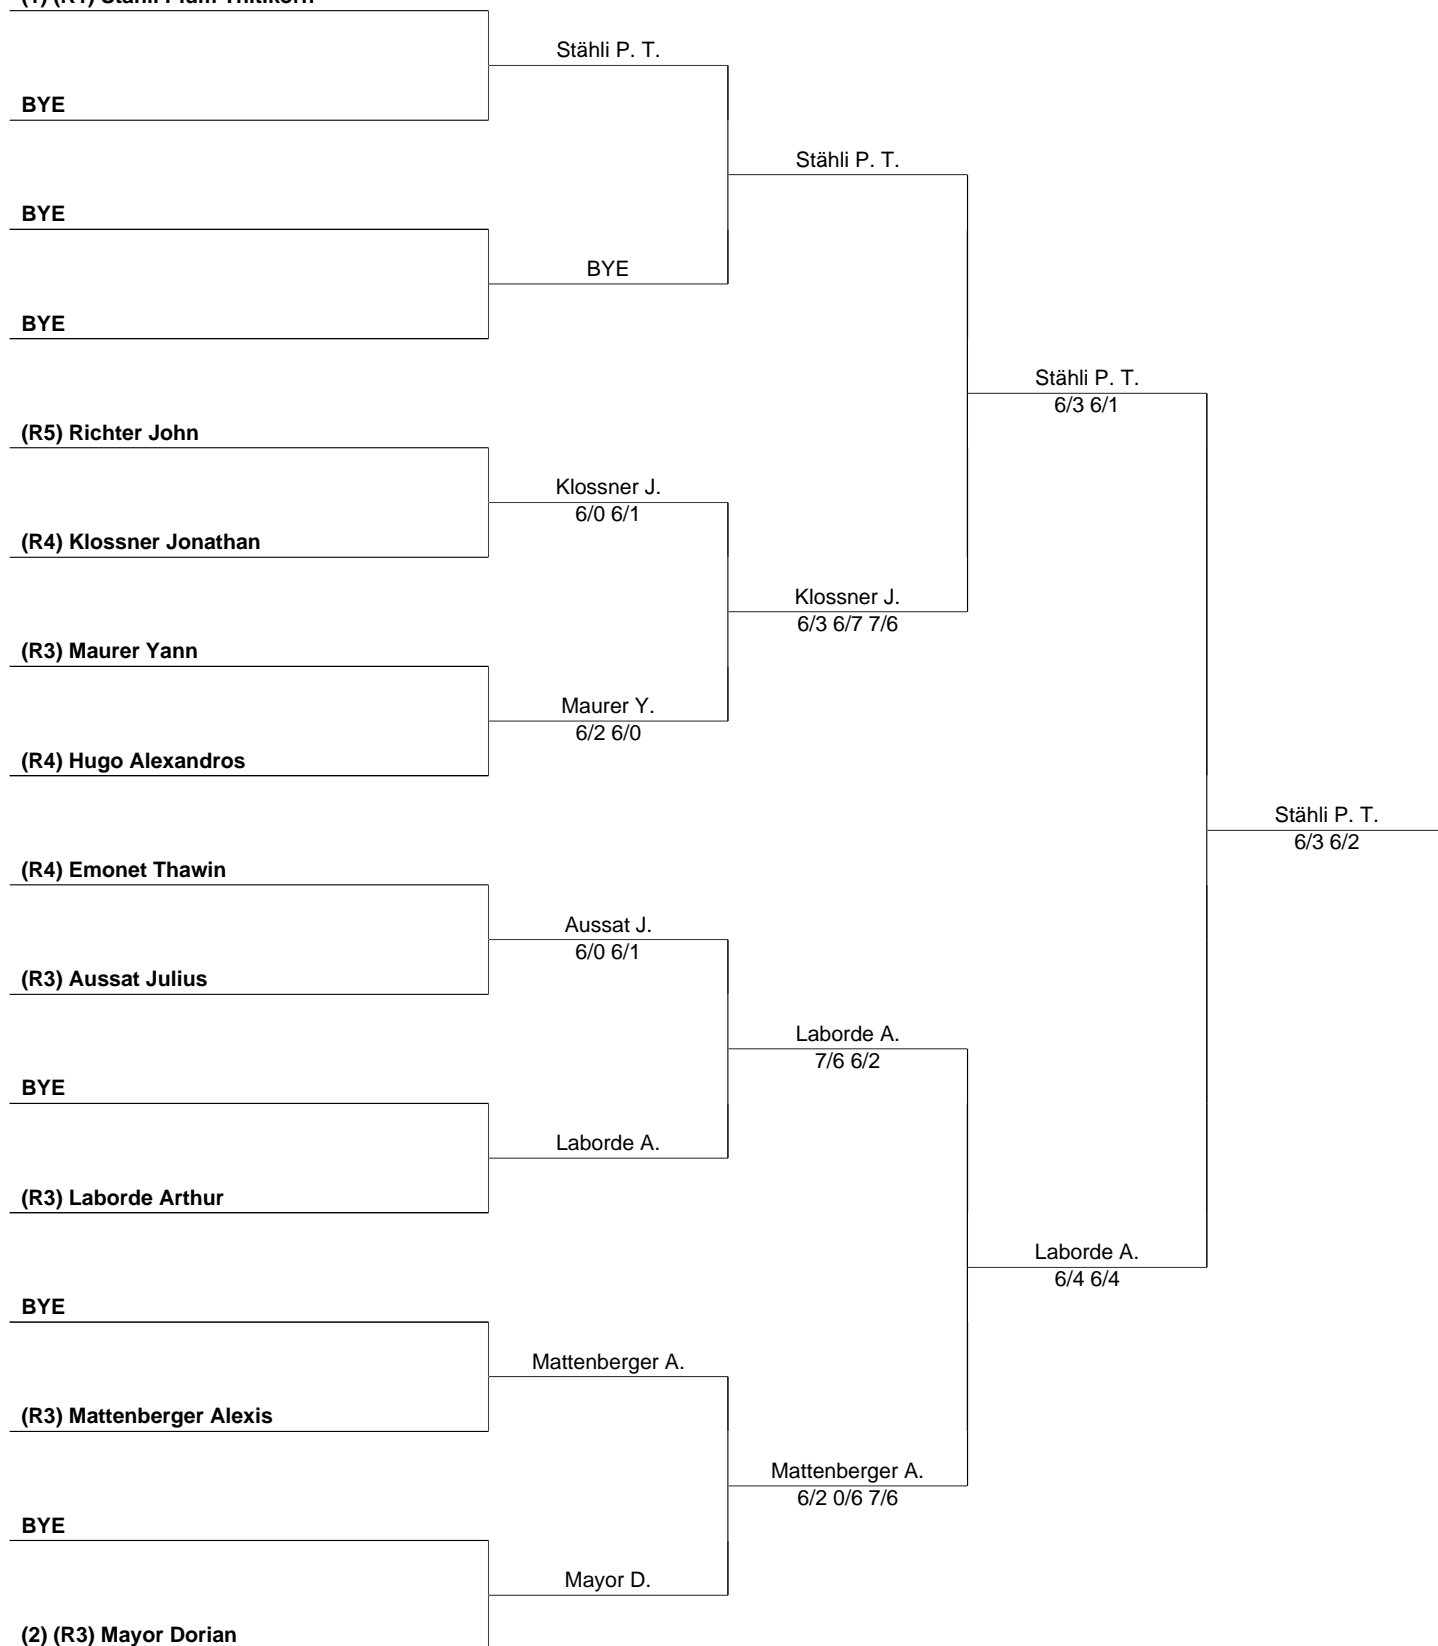 (1) Stähli Thitikorn
BYE
BYE
BYE
(R5) Richter John
(R4) Klossner Jonathan
(R3) Maurer Yann
(R4) Hugo Alexandros
(R4) Emonet Thawin
(R3) Aussat Julius
BYE
(R3) Laborde Arthur
BYE
(R3) Mattenberger Alexis
BYE
(2) (R3) Mayor Dorian
Stähli P. T.
BYE
Klossner J.
6/0 6/1
Maurer Y.
6/2 6/0
Aussat J.
6/0 6/1
Laborde A.
Mattenberger A.
Mayor D.
Stähli P. T.
Klossner J.
6/3 6/7 7/6
Laborde A.
7/6 6/2
Mattenberger A.
6/2 0/6 7/6
Stähli P. T.
6/3 6/1
Laborde A.
6/4 6/4
Stähli P. T.
6/3 6/2